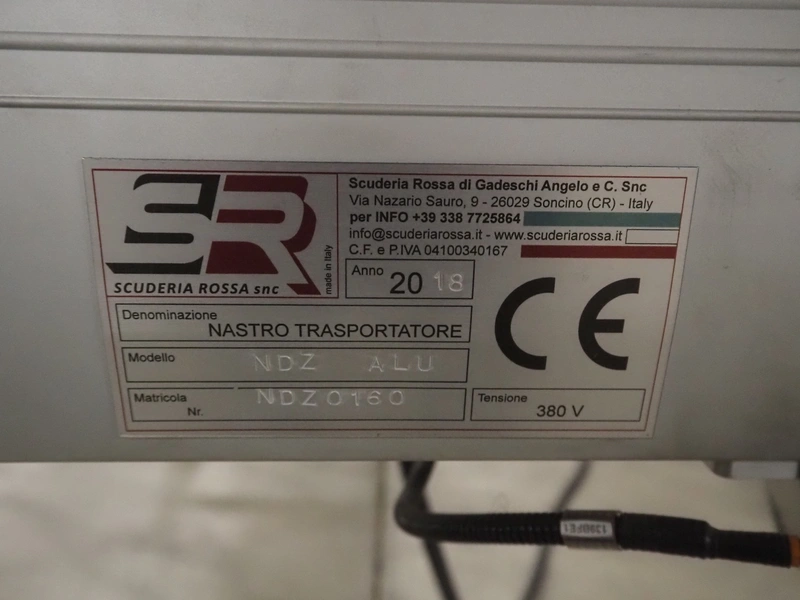 SR
made in Italy
SCUDERIA ROSSA snc
Scuderia Rossa di Gadeschi Angelo e C. Snc
Via Nazario Sauro, 9 - 26029 Soncino (CR) - Italy
per INFO +39 338 7725864
info@scuderiarossa.it - www.scuderiarossa.it
C.F. e P.IVA 04100340167
Anno 2018
CE
Denominazione
NASTRO TRASPORTATORE
Modello NDZ ALU
Matricola Nr. NDZ0160
Tensione
380 V